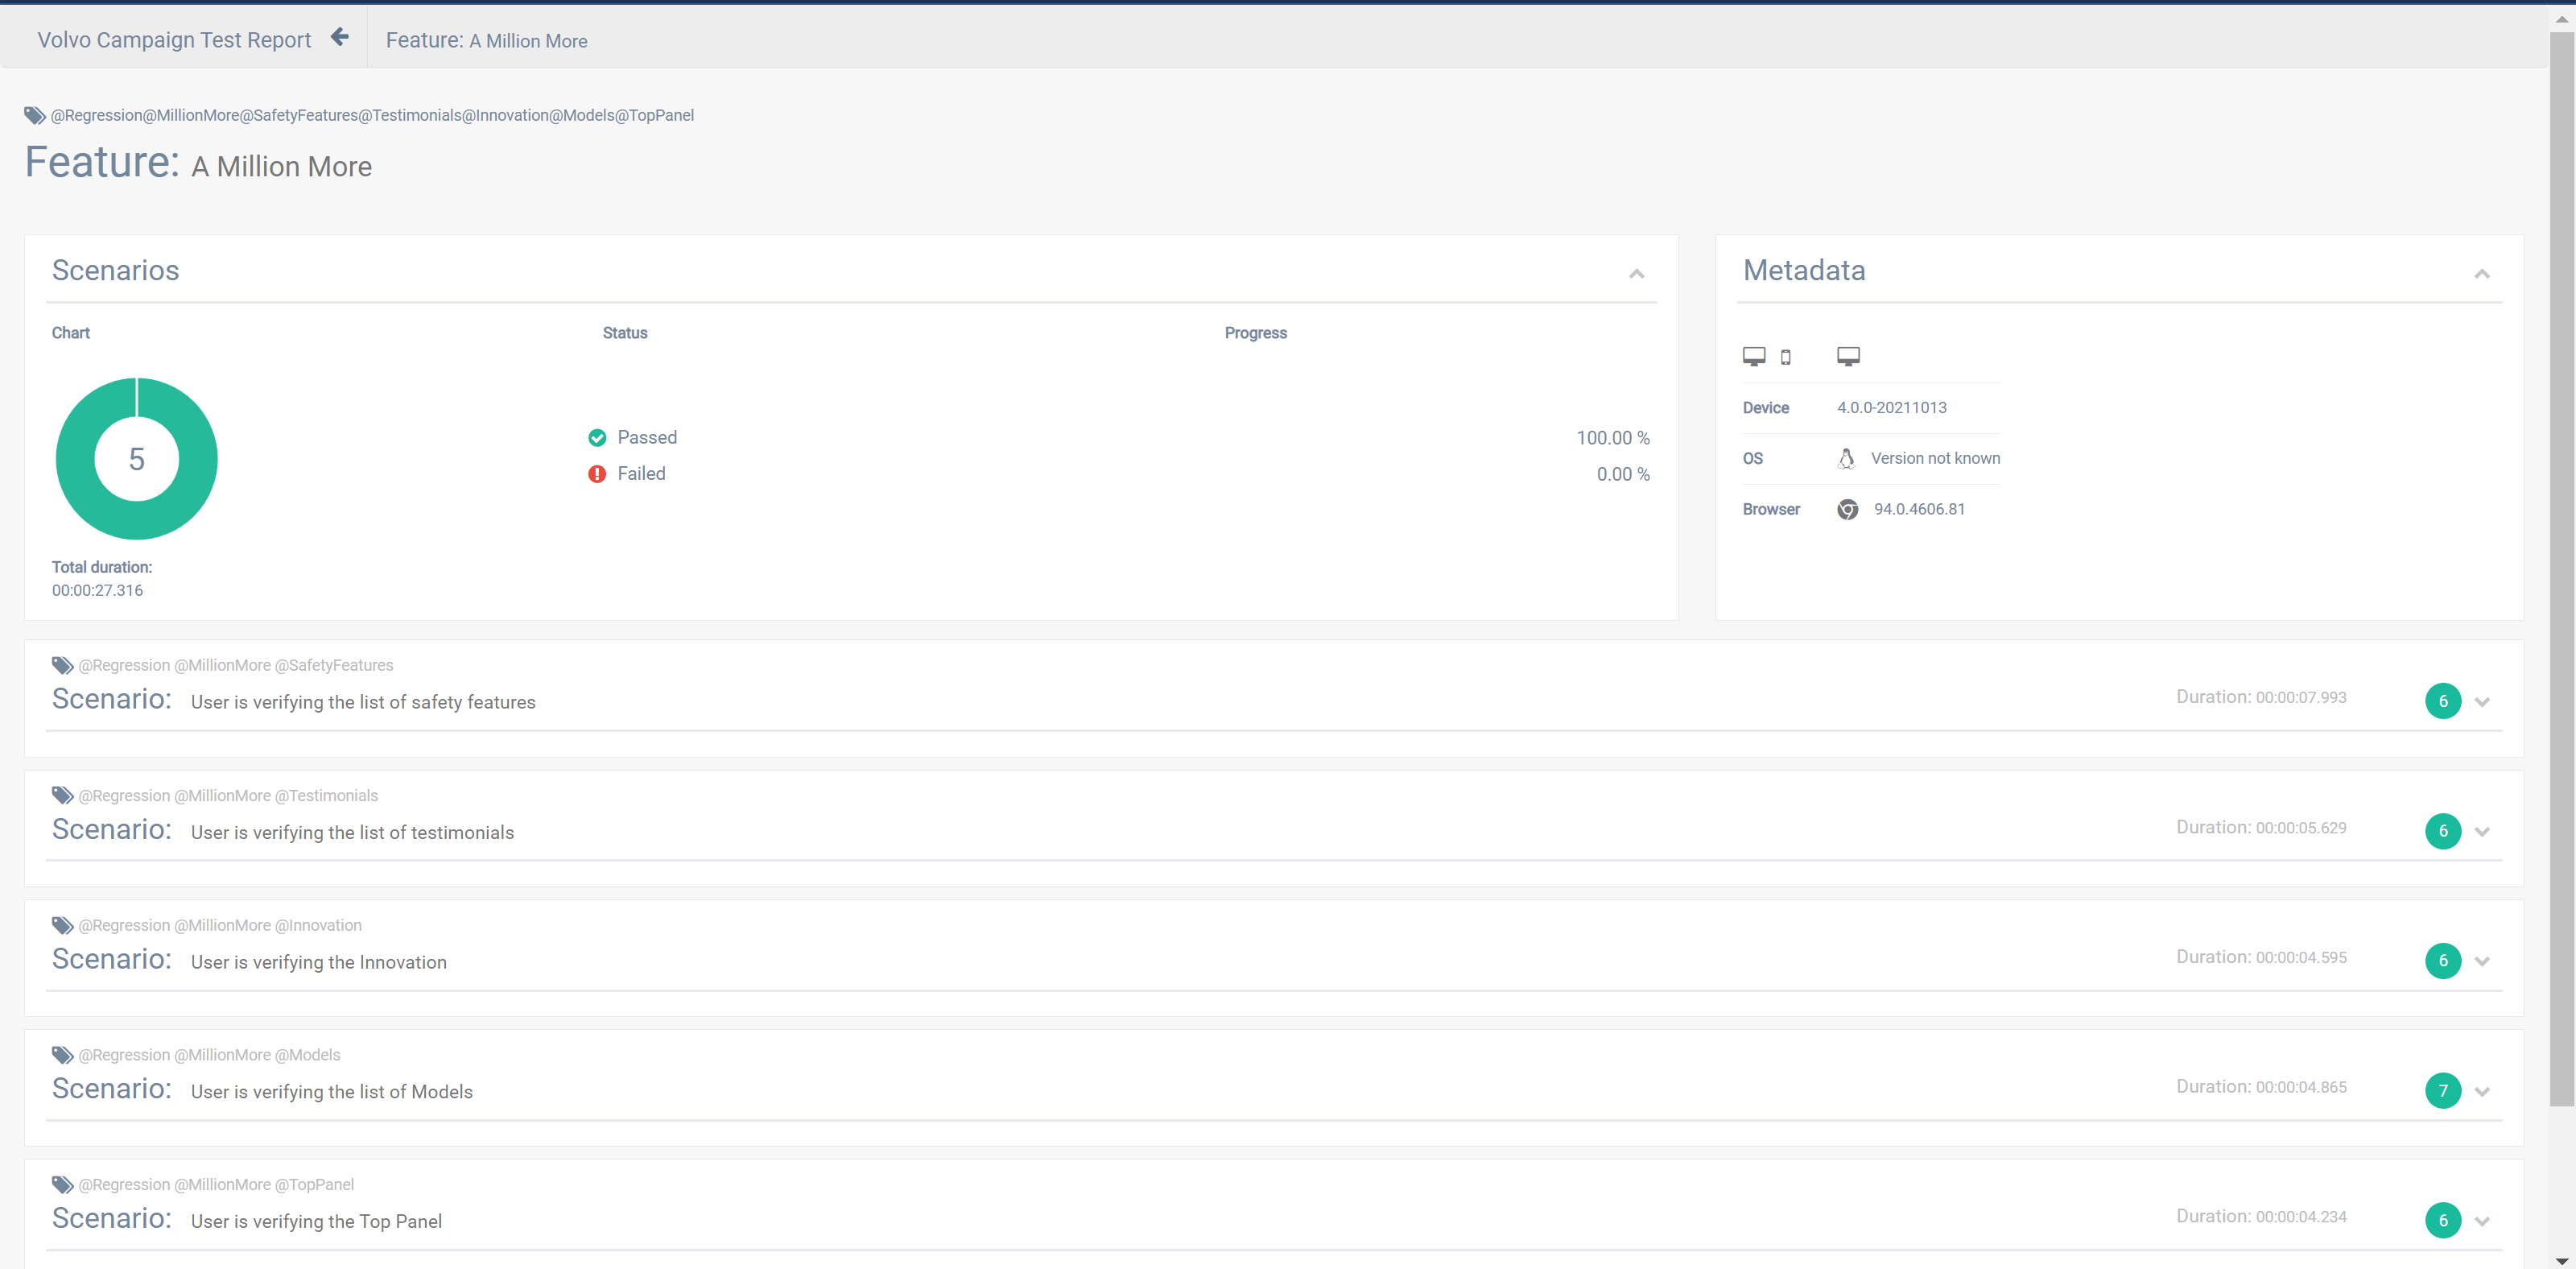 Volvo Campaign Test Report
Feature: A Million More
@Regression@MillionMore@SafetyFeatures@Testimonials@Innovation@Models@TopPanel
Feature: A Million More
Scenarios
Chart Status Progress
5
Passed 100.00 %
Failed 0.00 %
Total duration:
00:00:27.316
Metadata
Device 4.0.0-20211013
OS Version not known
Browser 94.0.4606.81
@Regression @MillionMore @SafetyFeatures
Scenario: User is verifying the list of safety features Duration: 00:00:07.993 6
@Regression @MillionMore @Testimonials
Scenario: User is verifying the list of testimonials Duration: 00:00:05.629 6
@Regression @MillionMore @Innovation
Scenario: User is verifying the Innovation Duration: 00:00:04.595 6
@Regression @MillionMore @Models
Scenario: User is verifying the list of Models Duration: 00:00:04.865 7
@Regression @MillionMore @TopPanel
Scenario: User is verifying the Top Panel Duration: 00:00:04.234 6